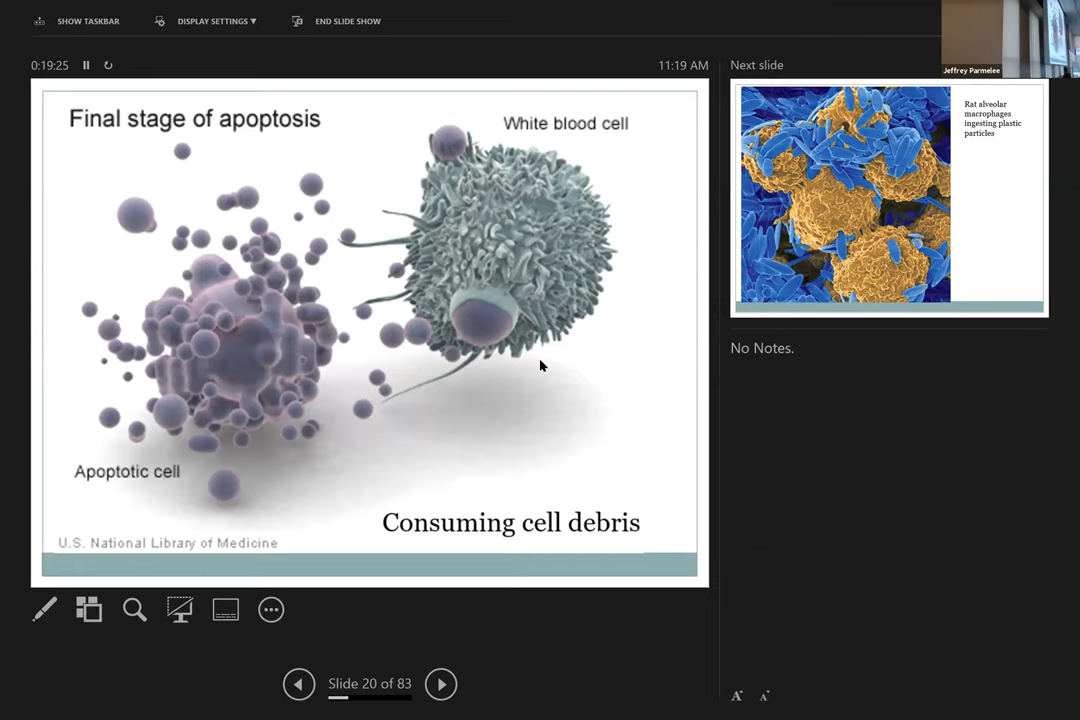 SHOW TASKBAR
DISPLAY SETTINGS ▼
END SLIDE SHOW
Jeffrey Parmelee
0:19:25
11:19 AM
Final stage of apoptosis
White blood cell
Apoptotic cell
Consuming cell debris
U.S. National Library of Medicine
Slide 20 of 83
Next slide
Rat alveolar
macrophages
ingesting plastic
particles
No Notes.
A A